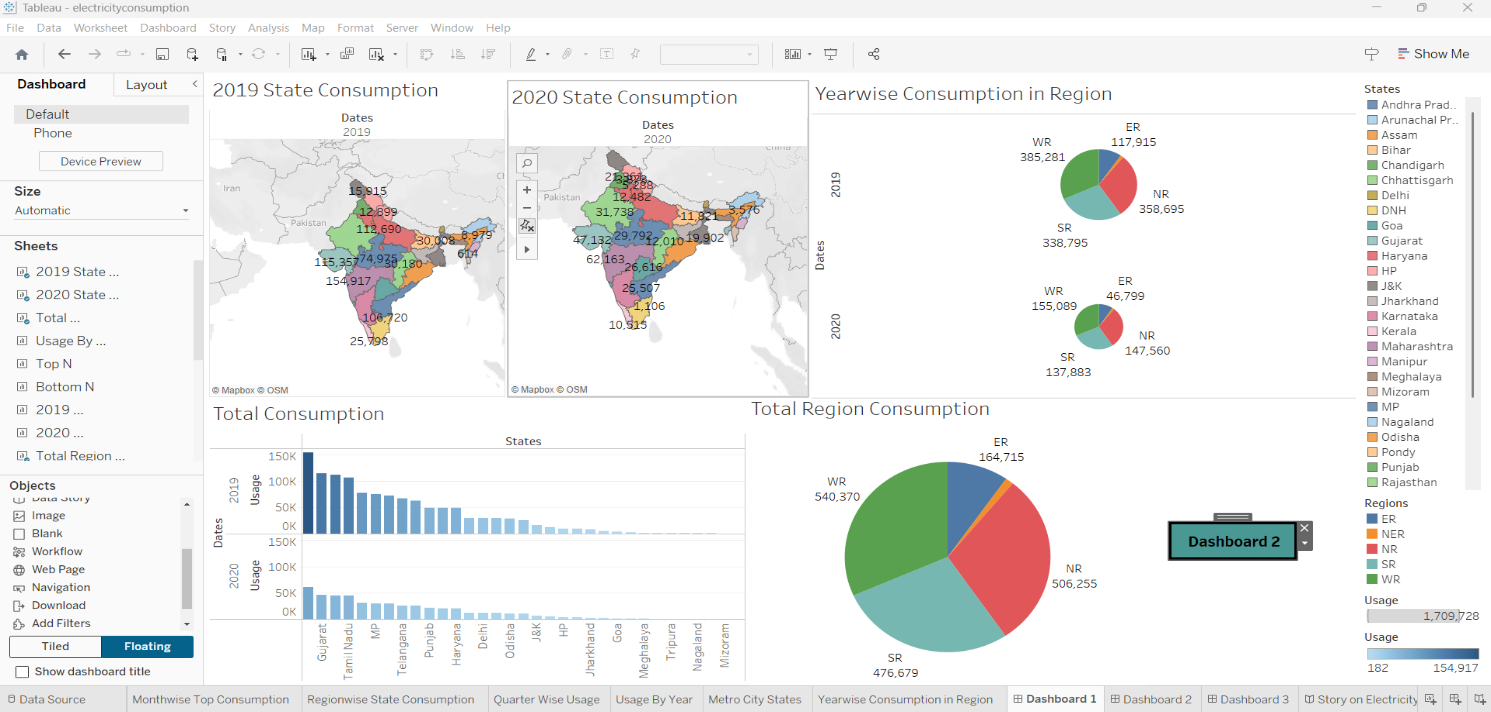 Tableau - electricityconsumption
File Data Worksheet Dashboard Story Analysis Map Format Server Window Help
Show Me
Dashboard Layout
Default
Phone
Device Preview
Size
Automatic
Sheets
2019 State ...
2020 State ...
Total ...
Usage By ...
Top N
Bottom N
2019 ...
2020 ...
Total Region ...
Objects
Data Story
Image
Blank
Workflow
Web Page
Navigation
Download
Add Filters
Tiled Floating
Show dashboard title
2019 State Consumption
Dates
2019
Iran
Pakistan
15,915
12,899
112,690
30,008
8,979
614
115,357
74,975
154,917
106,720
25,793
© Mapbox © OSM
2020 State Consumption
Dates
2020
China
Pakistan
5,288
12,482
31,738
11,821
3,576
47,132
29,792
12,010
19,902
62,163
26,616
25,507
1,106
10,515
© Mapbox © OSM
Yearwise Consumption in Region
Dates
2019
WR
385,281
ER
117,915
NR
358,695
SR
338,795
2020
WR
155,089
ER
46,799
NR
147,560
SR
137,883
Total Consumption
States
Dates
2019
Usage
150K
100K
50K
0K
2020
Usage
150K
100K
50K
0K
Gujarat
Tamil Nadu
MP
Telangana
Punjab
Haryana
Delhi
Odisha
J&K
HP
Jharkhand
Goa
Meghalaya
Tripura
Nagaland
Mizoram
Total Region Consumption
ER
164,715
WR
540,370
NR
506,255
SR
476,679
Dashboard 2
States
Andhra Prad..
Arunachal Pr..
Assam
Bihar
Chandigarh
Chhattisgarh
Delhi
DNH
Goa
Gujarat
Haryana
HP
J&K
Jharkhand
Karnataka
Kerala
Maharashtra
Manipur
Meghalaya
Mizoram
MP
Nagaland
Odisha
Pondy
Punjab
Rajasthan
Regions
ER
NER
NR
SR
WR
Usage
1,709,728
Usage
182 154,917
Data Source Monthwise Top Consumption Regionwise State Consumption Quarter Wise Usage Usage By Year Metro City States Yearwise Consumption in Region Dashboard 1 Dashboard 2 Dashboard 3 Story on Electricity